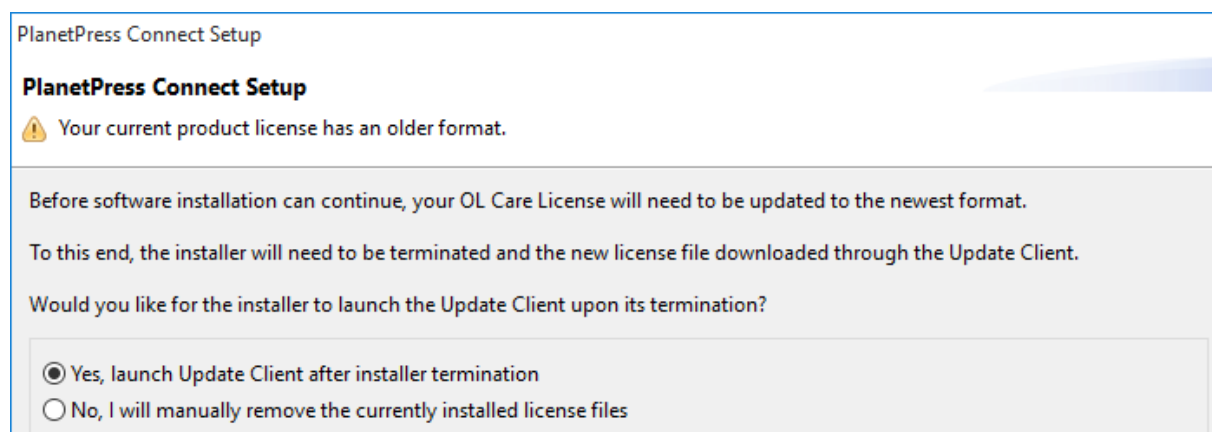 PlanetPress Connect Setup
PlanetPress Connect Setup
Your current product license has an older format.
Before software installation can continue, your OL Care License will need to be updated to the newest format.
To this end, the installer will need to be terminated and the new license file downloaded through the Update Client.
Would you like for the installer to launch the Update Client upon its termination?
Yes, launch Update Client after installer termination
No, I will manually remove the currently installed license files